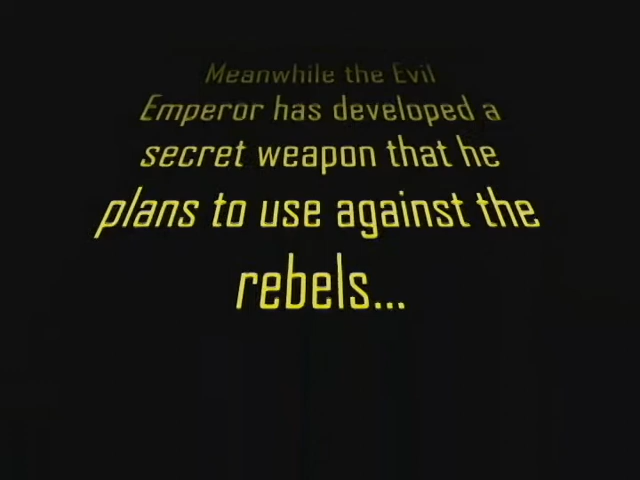 Meanwhile the Evil
Emperor has developed a
secret weapon that he
plans to use against the
rebels...